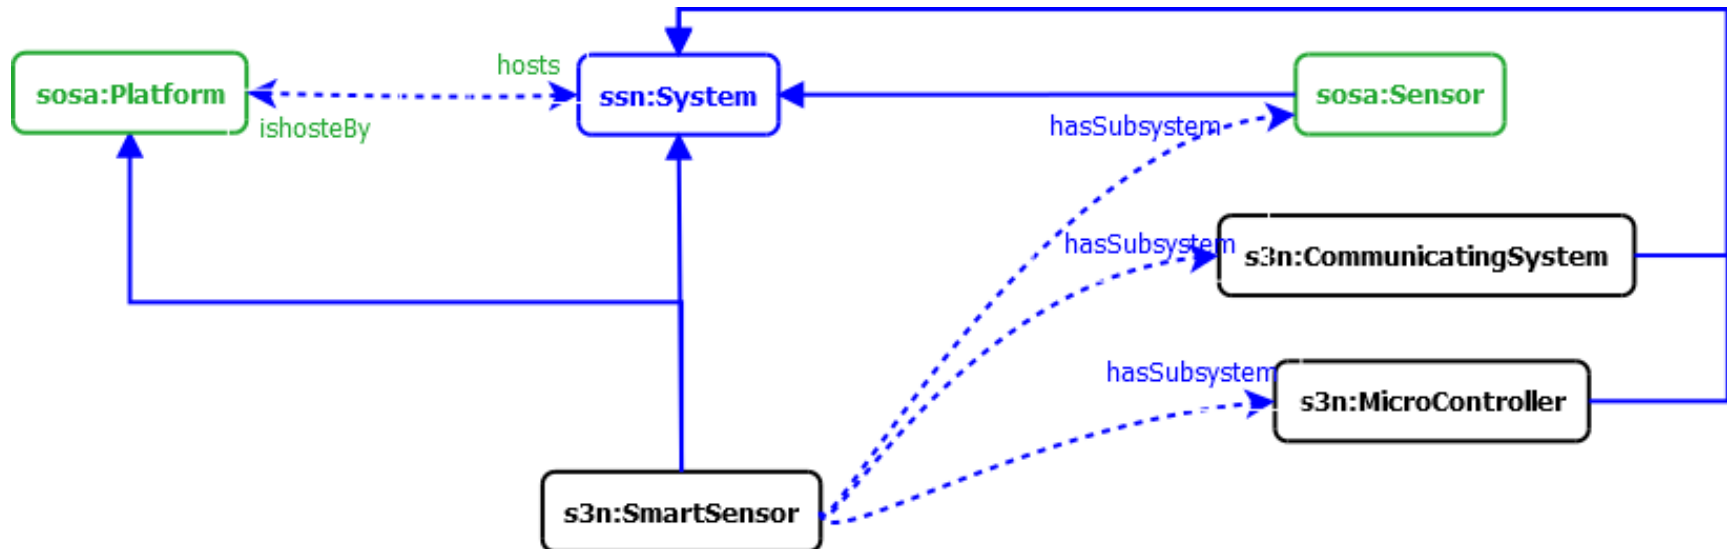 hosts
sosa:Platform
ssn:System
sosa:Sensor
ishosteBy
hasSubsystem
hasSubsystem
s3n:CommunicatingSystem
hasSubsystem
s3n:MicroController
s3n:SmartSensor